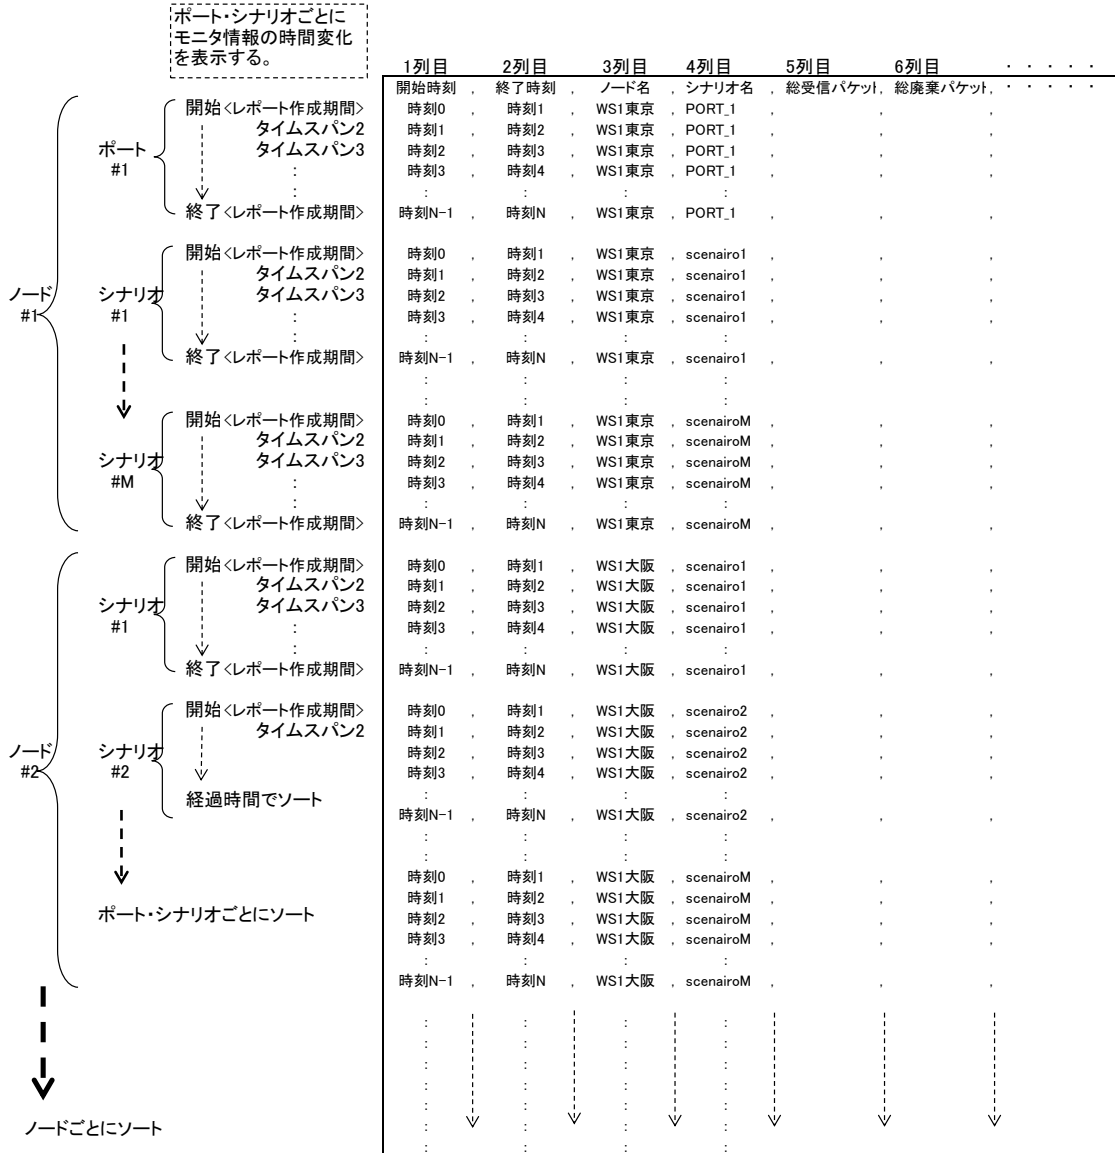 ポート・シナリオごとに
モニタ情報の時間変化
を表示する。
1列目 2列目 3列目 4列目 5列目 6列目 ・ ・ ・ ・ ・
開始時刻 , 終了時刻 , ノード名 , シナリオ名 , 総受信パケット, 総廃棄パケット, ・ ・ ・ ・ ・
開始<レポート作成期間> 時刻0 , 時刻1 , WS1東京 , PORT_1 , , ,
タイムスパン2 時刻1 , 時刻2 , WS1東京 , PORT_1 , , ,
ポート タイムスパン3 時刻2 , 時刻3 , WS1東京 , PORT_1 , , ,
#1 : 時刻3 , 時刻4 , WS1東京 , PORT_1 , , ,
: : : : :
終了<レポート作成期間> 時刻N-1 , 時刻N , WS1東京 , PORT_1 , , ,
開始<レポート作成期間> 時刻0 , 時刻1 , WS1東京 , scenairo1 , , ,
タイムスパン2 時刻1 , 時刻2 , WS1東京 , scenairo1 , , ,
ノード シナリオ タイムスパン3 時刻2 , 時刻3 , WS1東京 , scenairo1 , , ,
#1 #1 : 時刻3 , 時刻4 , WS1東京 , scenairo1 , , ,
: : : : :
終了<レポート作成期間> 時刻N-1 , 時刻N , WS1東京 , scenairo1 , , ,
: : : :
: : : :
開始<レポート作成期間> 時刻0 , 時刻1 , WS1東京 , scenairoM , , ,
タイムスパン2 時刻1 , 時刻2 , WS1東京 , scenairoM , , ,
シナリオ タイムスパン3 時刻2 , 時刻3 , WS1東京 , scenairoM , , ,
#M : 時刻3 , 時刻4 , WS1東京 , scenairoM , , ,
: : : : :
終了<レポート作成期間> 時刻N-1 , 時刻N , WS1東京 , scenairoM , , ,
開始<レポート作成期間> 時刻0 , 時刻1 , WS1大阪 , scenairo1 , , ,
タイムスパン2 時刻1 , 時刻2 , WS1大阪 , scenairo1 , , ,
シナリオ タイムスパン3 時刻2 , 時刻3 , WS1大阪 , scenairo1 , , ,
#1 : 時刻3 , 時刻4 , WS1大阪 , scenairo1 , , ,
: : : : :
終了<レポート作成期間> 時刻N-1 , 時刻N , WS1大阪 , scenairo1 , , ,
開始<レポート作成期間> 時刻0 , 時刻1 , WS1大阪 , scenairo2 , , ,
タイムスパン2 時刻1 , 時刻2 , WS1大阪 , scenairo2 , , ,
ノード シナリオ 時刻2 , 時刻3 , WS1大阪 , scenairo2 , , ,
#2 #2 時刻3 , 時刻4 , WS1大阪 , scenairo2 , , ,
経過時間でソート : : : :
時刻N-1 , 時刻N , WS1大阪 , scenairo2 , , ,
: : : :
: : : :
時刻0 , 時刻1 , WS1大阪 , scenairoM , , ,
時刻1 , 時刻2 , WS1大阪 , scenairoM , , ,
ポート・シナリオごとにソート 時刻2 , 時刻3 , WS1大阪 , scenairoM , , ,
時刻3 , 時刻4 , WS1大阪 , scenairoM , , ,
: : : :
時刻N-1 , 時刻N , WS1大阪 , scenairoM , , ,
: : : :
: : : :
: : : :
: : : :
: : : :
ノードごとにソート : : : :
: : : :